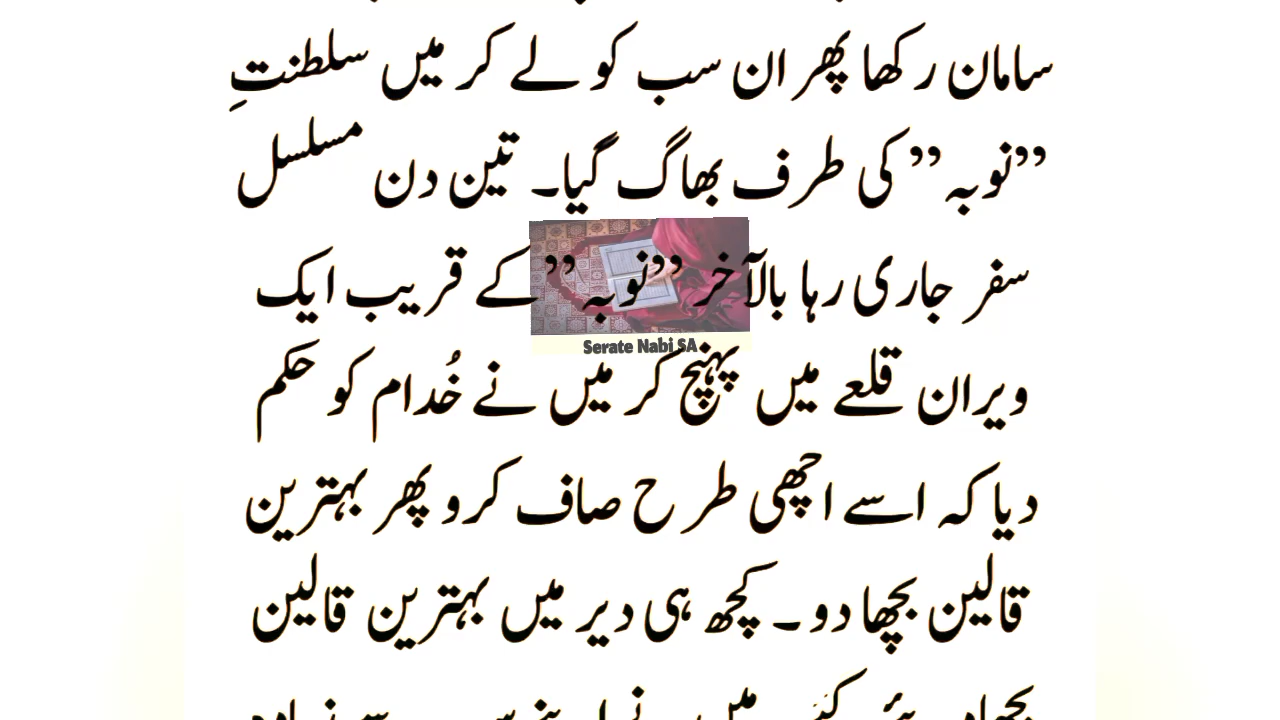 سامان رکھا پھر ان سب کو لے کر میں سلطنتِ
”نوبہ” کی طرف بھاگ گیا۔ تین دن مسلسل
سفر جاری رہا بالآخر ”نوبہ” کے قریب ایک
Serate Nabi SA
ویران قلعے میں پہنچ کر میں نے خُدام کو حکم
دیا کہ اسے اچھی طرح صاف کرو پھر بہترین
قالین بچھا دو۔ کچھ ہی دیر میں بہترین قالین